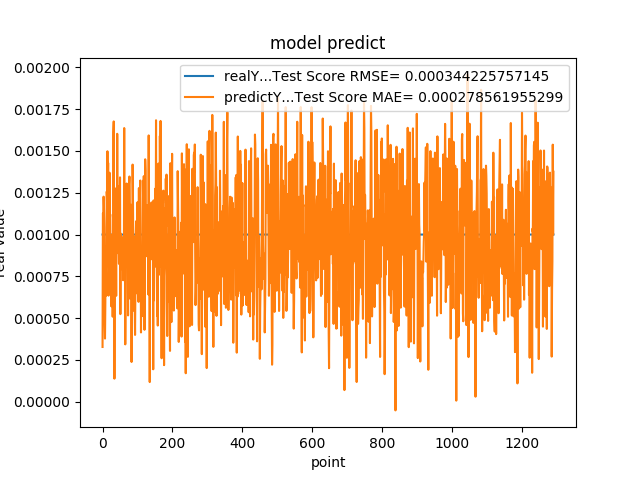 model predict
realY...Test Score RMSE= 0.000344225757145
predictY...Test Score MAE= 0.000278561955299
0.00200
0.00175
0.00150
0.00125
0.00100
0.00075
0.00050
0.00025
0.00000
real value
0 200 400 600 800 1000 1200
point